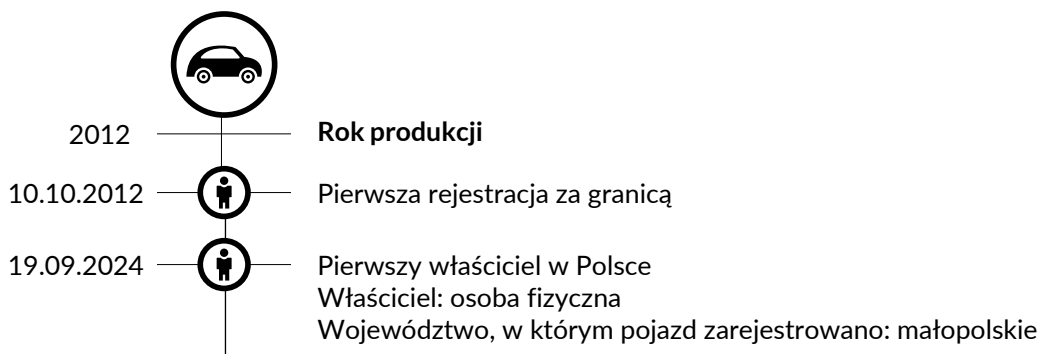 2012 Rok produkcji
10.10.2012 Pierwsza rejestracja za granicą
19.09.2024 Pierwszy właściciel w Polsce
Właściciel: osoba fizyczna
Województwo, w którym pojazd zarejestrowano: małopolskie